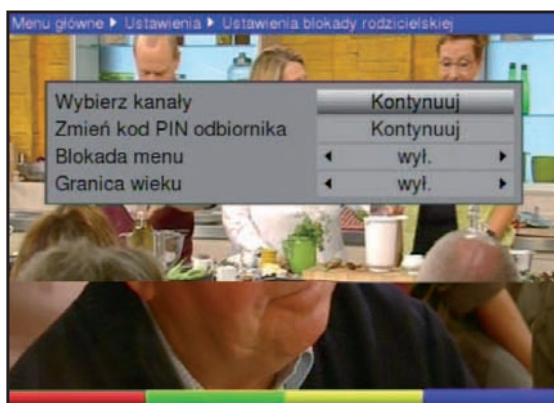 Menu główne ▶ Ustawienia ▶ Ustawienia blokady rodzicielskiej
Wybierz kanały Kontynuuj
Zmień kod PIN odbiornika Kontynuuj
Blokada menu ◀ wył. ▶
Granica wieku ◀ wył. ▶